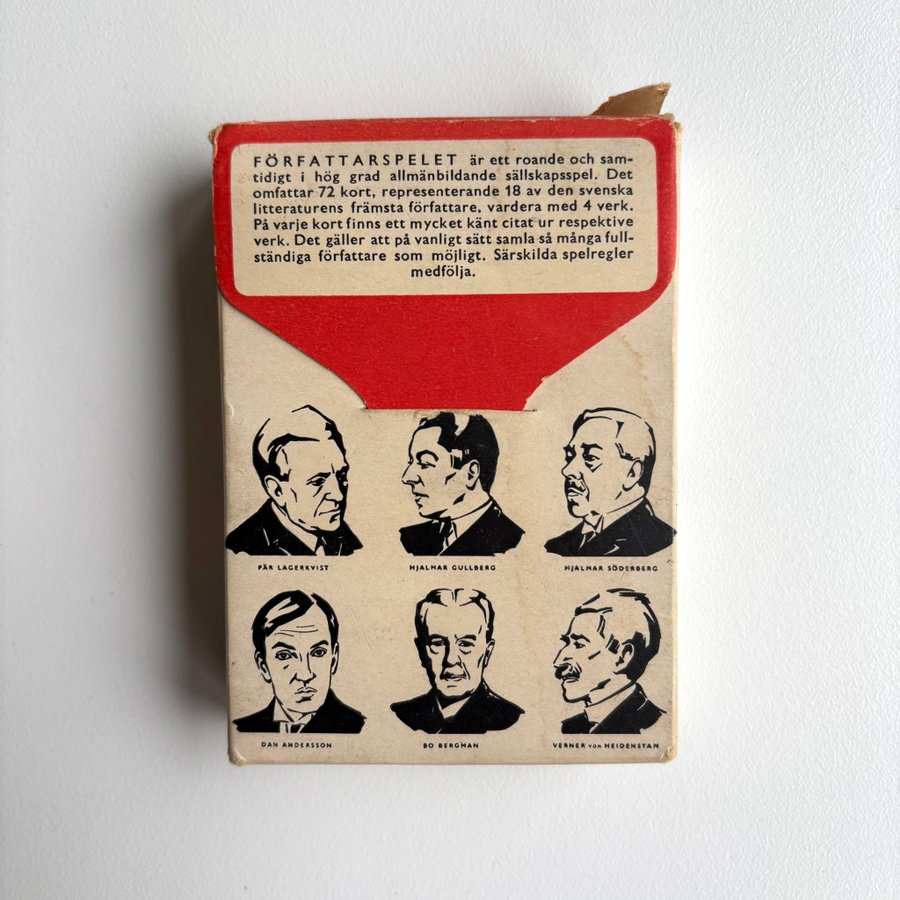 FÖRFATTARSPELET är ett roande och sam-
tidigt i hög grad allmänbildande sällskapsspel. Det
omfattar 72 kort, representerande 18 av den svenska
litteraturens främsta författare, vardera med 4 verk.
På varje kort finns ett mycket känt citat ur respektive
verk. Det gäller att på vanligt sätt samla så många full-
ständiga författare som möjligt. Särskilda spelregler
medfölja.
PÄR LAGERKVIST
HJALMAR GULLBERG
HJALMAR SÖDERBERG
DAN ANDERSSON
BO BERGMAN
VERNER VON HEIDENSTAM